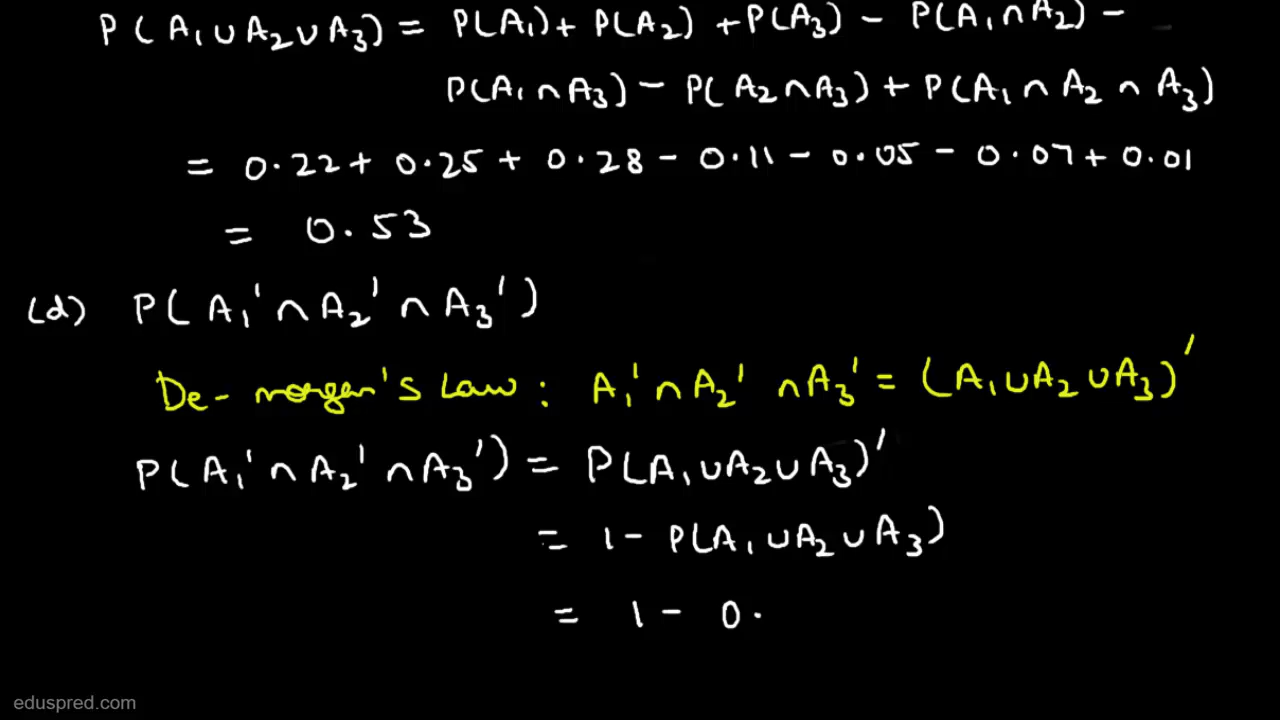 P(A₁∪A₂∪A₃) = P(A₁)+ P(A₂) +P(A₃) – P(A₁∩A₂) –
P(A₁∩A₃) – P(A₂∩A₃) + P(A₁∩A₂∩A₃)
= 0.22 + 0.25 + 0.28 – 0.11 – 0.05 – 0.07 + 0.01
= 0.53
(d) P(A₁'∩A₂'∩A₃')
De-morgen's Law : A₁'∩A₂'∩A₃' = (A₁∪A₂∪A₃)'
P(A₁'∩A₂'∩A₃') = P(A₁∪A₂∪A₃)'
= 1 – P(A₁∪A₂∪A₃)
= 1 – 0.
eduspred.com